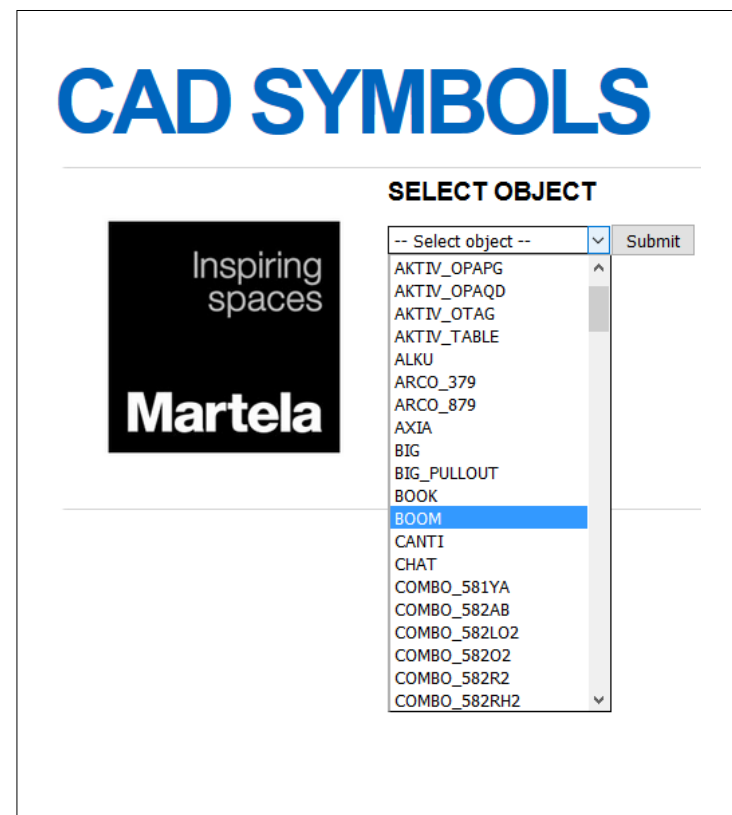 CAD SYMBOLS
SELECT OBJECT
-- Select object --
Submit
Inspiring
spaces
Martela
AKTIV_OPAPG
AKTIV_OPAQD
AKTIV_OTAG
AKTIV_TABLE
ALKU
ARCO_379
ARCO_879
AXIA
BIG
BIG_PULLOUT
BOOK
BOOM
CANTI
CHAT
COMBO_581YA
COMBO_582AB
COMBO_582LO2
COMBO_582O2
COMBO_582R2
COMBO_582RH2